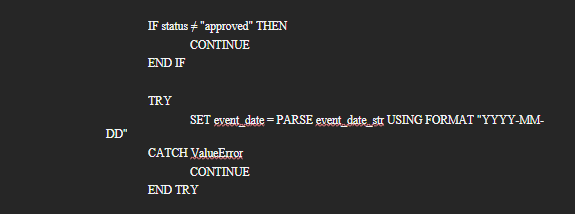 IF status ≠ "approved" THEN
CONTINUE
END IF
TRY
SET event_date = PARSE event_date_str USING FORMAT "YYYY-MM-
DD"
CATCH ValueError
CONTINUE
END TRY